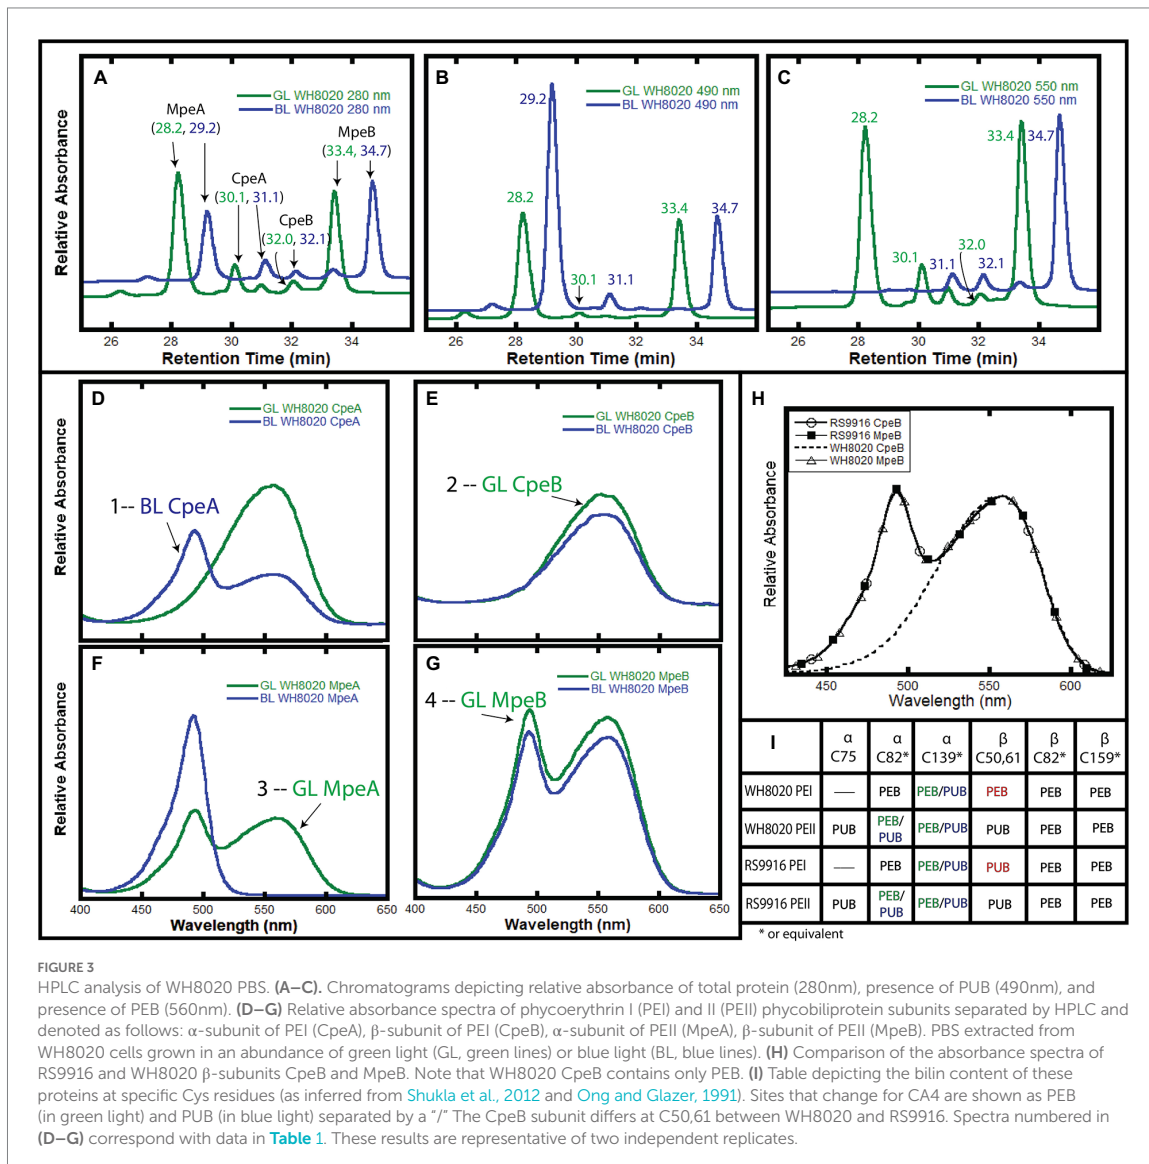 A
GL WH8020 280 nm
BL WH8020 280 nm
MpeA
(28.2, 29.2)
MpeB
(33.4, 34.7)
CpeA
(30.1, 31.1)
CpeB
(32.0, 32.1)
Relative Absorbance
26 28 30 32 34
Retention Time (min)
B
GL WH8020 490 nm
BL WH8020 490 nm
29.2
28.2
33.4
34.7
30.1
31.1
26 28 30 32 34
Retention Time (min)
C
GL WH8020 550 nm
BL WH8020 550 nm
28.2
33.4
34.7
30.1
31.1
32.0
32.1
26 28 30 32 34
Retention Time (min)
D
GL WH8020 CpeA
BL WH8020 CpeA
1-- BL CpeA
Relative Absorbance
E
GL WH8020 CpeB
BL WH8020 CpeB
2 -- GL CpeB
F
GL WH8020 MpeA
BL WH8020 MpeA
3 -- GL MpeA
Relative Absorbance
400 450 500 550 600 650
Wavelength (nm)
G
GL WH8020 MpeB
BL WH8020 MpeB
4 -- GL MpeB
400 450 500 550 600 650
Wavelength (nm)
H
RS9916 CpeB
RS9916 MpeB
WH8020 CpeB
WH8020 MpeB
Relative Absorbance
450 500 550 600
Wavelength (nm)
I α C75 α C82* α C139* β C50,61 β C82* β C159*
WH8020 PEI — PEB PEB/PUB PEB PEB PEB
WH8020 PEII PUB PEB/PUB PEB/PUB PUB PEB PEB
RS9916 PEI — PEB PEB/PUB PUB PEB PEB
RS9916 PEII PUB PEB/PUB PEB/PUB PUB PEB PEB
* or equivalent
FIGURE 3
HPLC analysis of WH8020 PBS. (A–C). Chromatograms depicting relative absorbance of total protein (280nm), presence of PUB (490nm), and
presence of PEB (560nm). (D–G) Relative absorbance spectra of phycoerythrin I (PEI) and II (PEII) phycobiliprotein subunits separated by HPLC and
denoted as follows: α-subunit of PEI (CpeA), β-subunit of PEI (CpeB), α-subunit of PEII (MpeA), β-subunit of PEII (MpeB). PBS extracted from
WH8020 cells grown in an abundance of green light (GL, green lines) or blue light (BL, blue lines). (H) Comparison of the absorbance spectra of
RS9916 and WH8020 β-subunits CpeB and MpeB. Note that WH8020 CpeB contains only PEB. (I) Table depicting the bilin content of these
proteins at specific Cys residues (as inferred from Shukla et al., 2012 and Ong and Glazer, 1991). Sites that change for CA4 are shown as PEB
(in green light) and PUB (in blue light) separated by a “/” The CpeB subunit differs at C50,61 between WH8020 and RS9916. Spectra numbered in
(D–G) correspond with data in Table 1. These results are representative of two independent replicates.